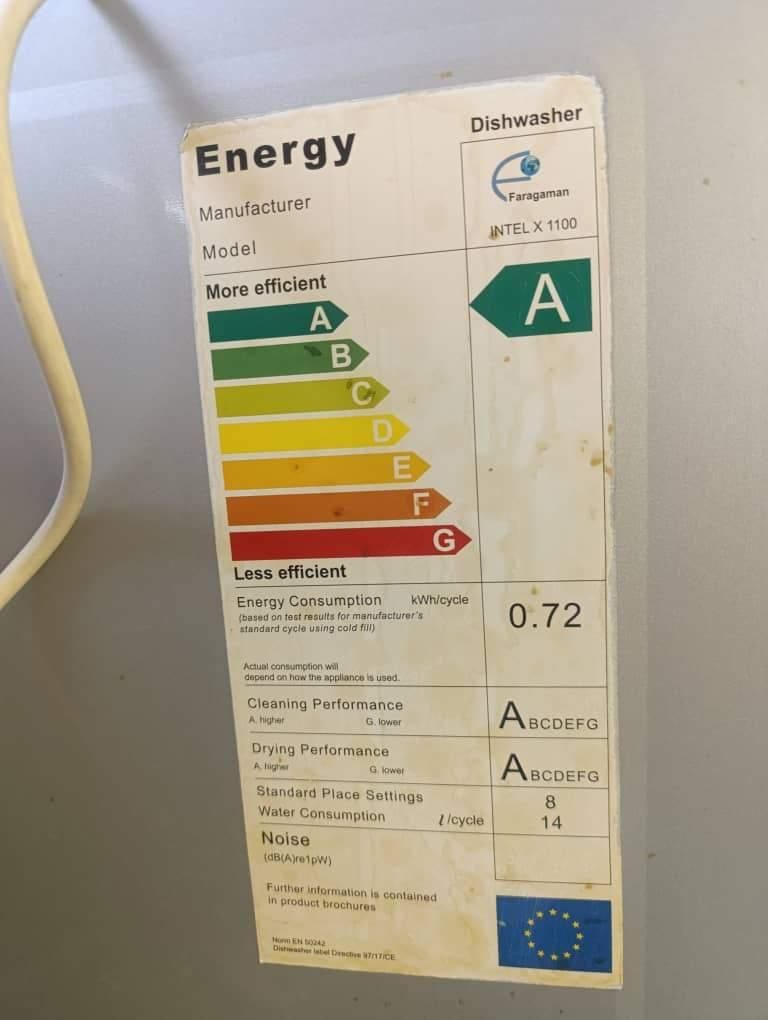 Energy
Dishwasher
Manufacturer
Faragaman
Model
INTEL X 1100
More efficient
A
A
B
C
D
E
F
G
Less efficient
Energy Consumption kWh/cycle
0.72
(based on test results for manufacturer's
standard cycle using cold fill)
Actual consumption will
depend on how the appliance is used.
Cleaning Performance
A. higher G. lower
ABCDEFG
Drying Performance
A. higher G. lower
ABCDEFG
Standard Place Settings 8
Water Consumption ℓ/cycle 14
Noise
(dB(A)re1pW)
Further information is contained
in product brochures
Norm EN 50242
Dishwasher label Directive 97/17/CE